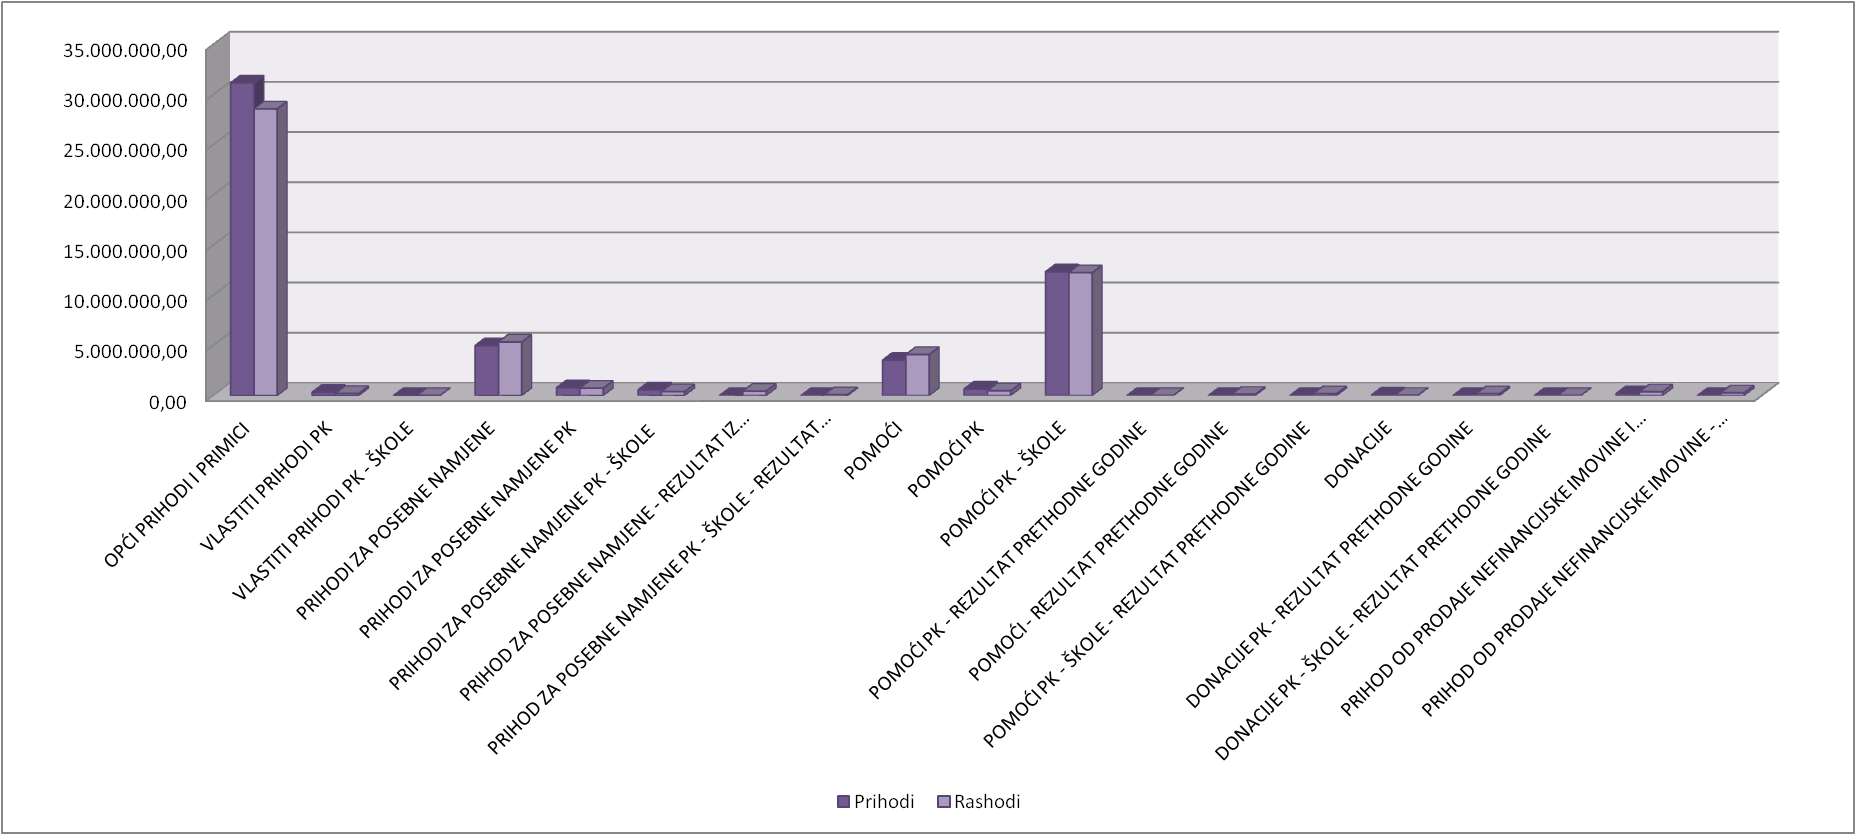 35.000.000,00
30.000.000,00
25.000.000,00
20.000.000,00
15.000.000,00
10.000.000,00
5.000.000,00
0,00
OPĆI PRIHODI I PRIMICI
VLASTITI PRIHODI PK
VLASTITI PRIHODI PK - ŠKOLE
PRIHODI ZA POSEBNE NAMJENE
PRIHODI ZA POSEBNE NAMJENE PK
PRIHODI ZA POSEBNE NAMJENE PK - ŠKOLE
PRIHOD ZA POSEBNE NAMJENE - REZULTAT IZ...
PRIHOD ZA POSEBNE NAMJENE PK - ŠKOLE - REZULTAT...
POMOĆI
POMOĆI PK
POMOĆI PK - ŠKOLE
POMOĆI PK - REZULTAT PRETHODNE GODINE
POMOĆI - REZULTAT PRETHODNE GODINE
POMOĆI PK - ŠKOLE - REZULTAT PRETHODNE GODINE
DONACIJE
DONACIJE PK - REZULTAT PRETHODNE GODINE
DONACIJE PK - ŠKOLE - REZULTAT PRETHODNE GODINE
PRIHOD OD PRODAJE NEFINANCIJSKE IMOVINE I...
PRIHOD OD PRODAJE NEFINANCIJSKE IMOVINE -...
Prihodi
Rashodi